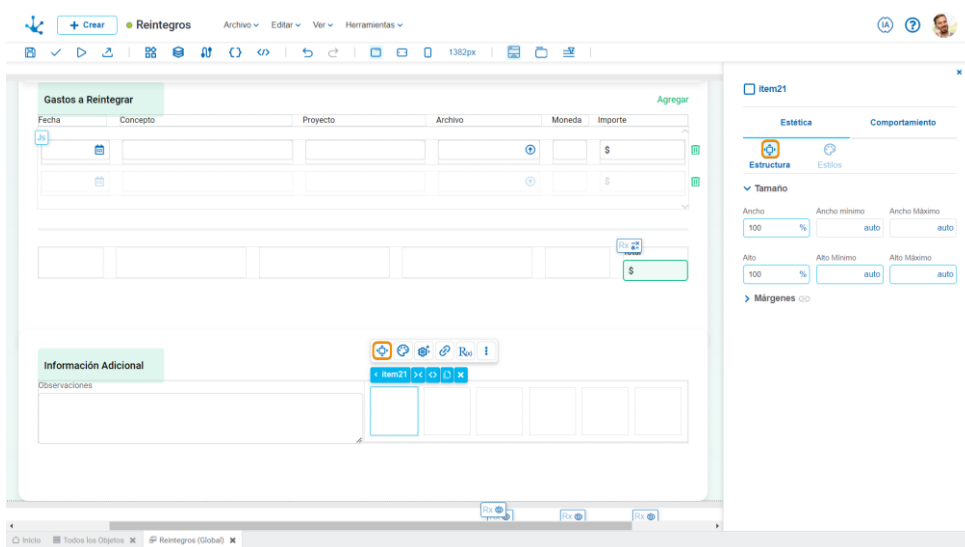 + Crear
Reintegros
Archivo Editar Ver Herramientas
IA
?
1382px
Gastos a Reintegrar
Agregar
Fecha Concepto Proyecto Archivo Moneda Importe
Js
$
$
Rx
Total
$
Información Adicional
R(x)
item21
Observaciones
Rx
Rx Rx
Inicio Todos los Objetos Reintegros (Global)
item21
Estética Comportamiento
Estructura Estilos
Tamaño
Ancho Ancho mínimo Ancho Máximo
100 % auto auto
Alto Alto Mínimo Alto Máximo
100 % auto auto
Márgenes